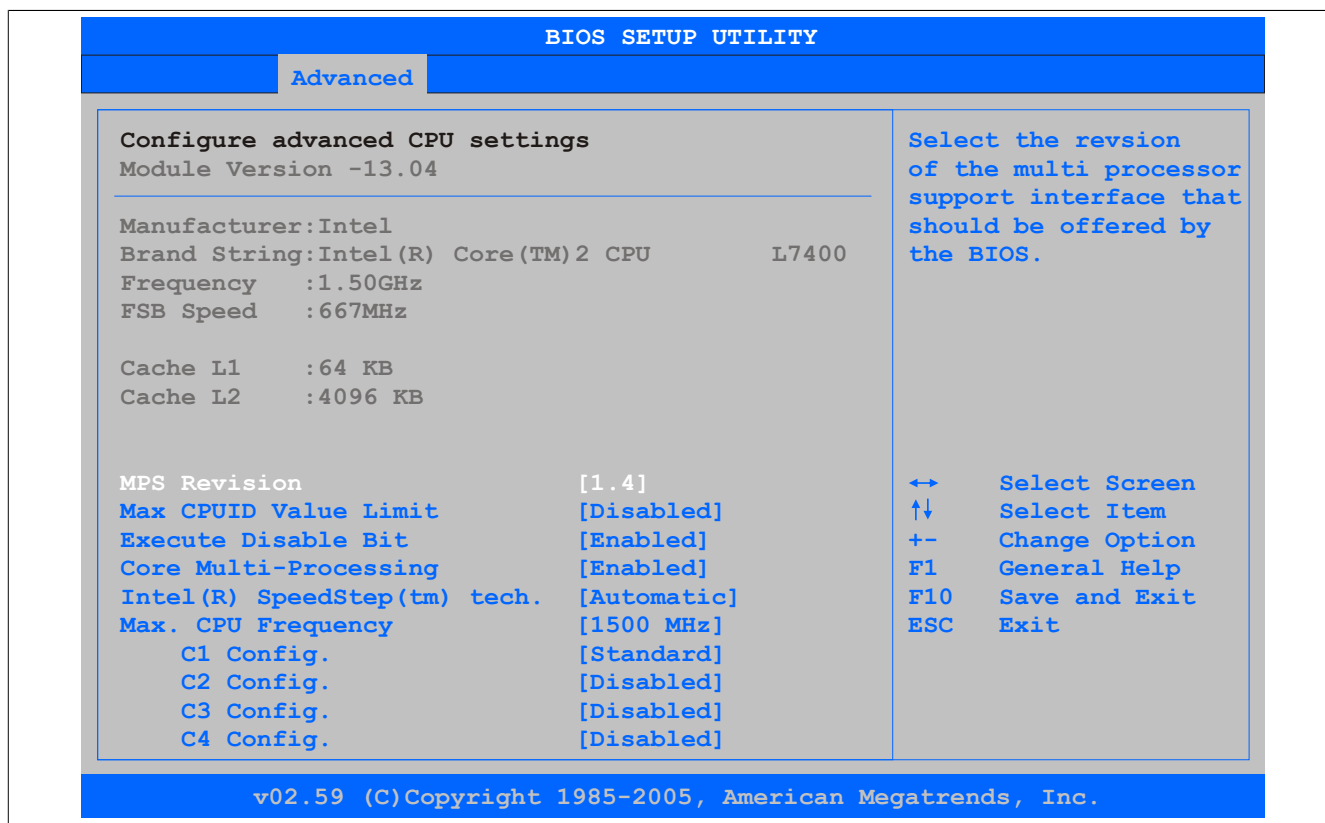 BIOS SETUP UTILITY
Advanced
Configure advanced CPU settings
Module Version -13.04
Manufacturer:Intel
Brand String:Intel(R) Core(TM)2 CPU L7400
Frequency :1.50GHz
FSB Speed :667MHz
Cache L1 :64 KB
Cache L2 :4096 KB
MPS Revision [1.4]
Max CPUID Value Limit [Disabled]
Execute Disable Bit [Enabled]
Core Multi-Processing [Enabled]
Intel(R) SpeedStep(tm) tech. [Automatic]
Max. CPU Frequency [1500 MHz]
C1 Config. [Standard]
C2 Config. [Disabled]
C3 Config. [Disabled]
C4 Config. [Disabled]
Select the revsion
of the multi processor
support interface that
should be offered by
the BIOS.
↔ Select Screen
↑↓ Select Item
+- Change Option
F1 General Help
F10 Save and Exit
ESC Exit
v02.59 (C)Copyright 1985-2005, American Megatrends, Inc.